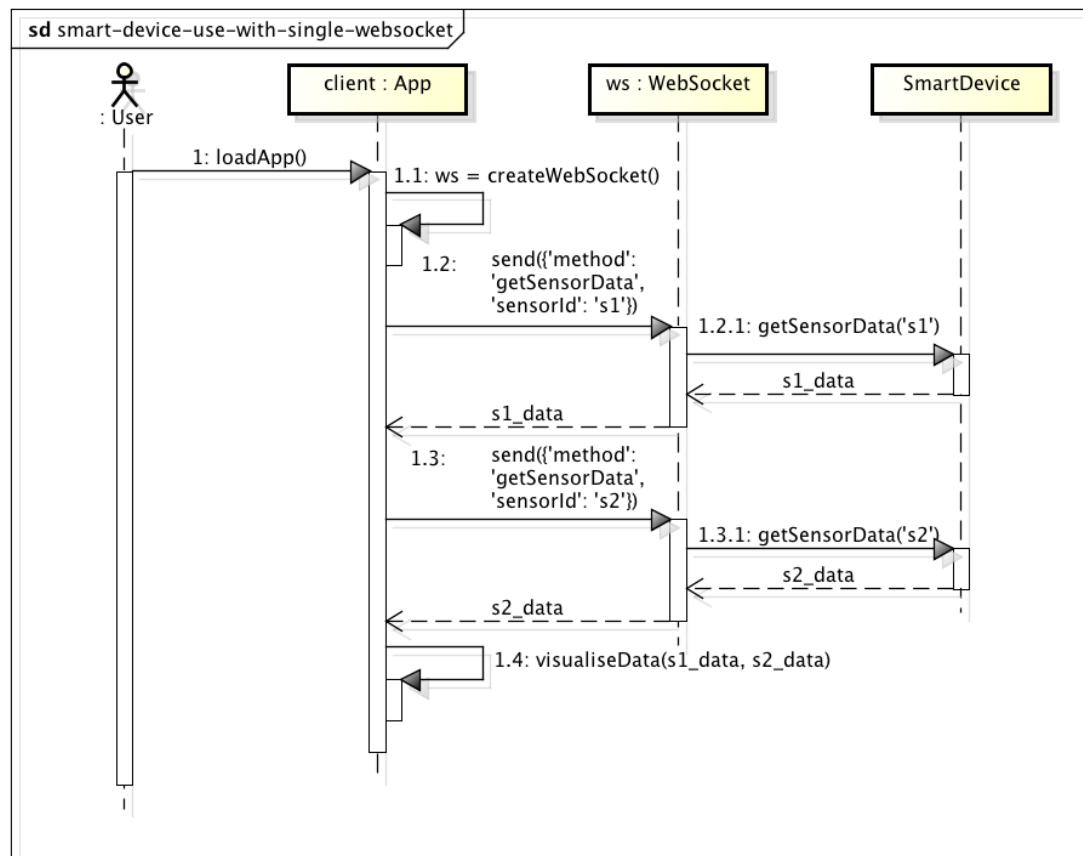 sd smart-device-use-with-single-websocket
: User
client : App
ws : WebSocket
SmartDevice
1: loadApp()
1.1: ws = createWebSocket()
1.2:
send({'method':
'getSensorData',
'sensorId': 's1'})
1.2.1: getSensorData('s1')
s1_data
s1_data
1.3:
send({'method':
'getSensorData',
'sensorId': 's2'})
1.3.1: getSensorData('s2')
s2_data
s2_data
1.4: visualiseData(s1_data, s2_data)